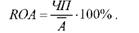 ROA = ЧП / A̅ · 100% .